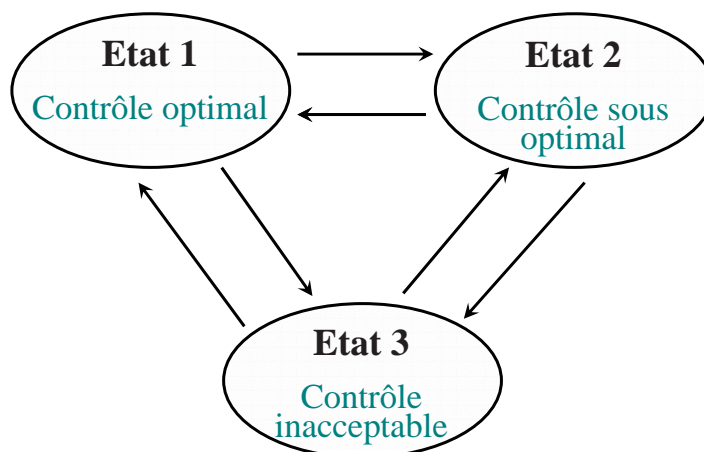 Etat 1
Contrôle optimal
Etat 2
Contrôle sous
optimal
Etat 3
Contrôle
inacceptable